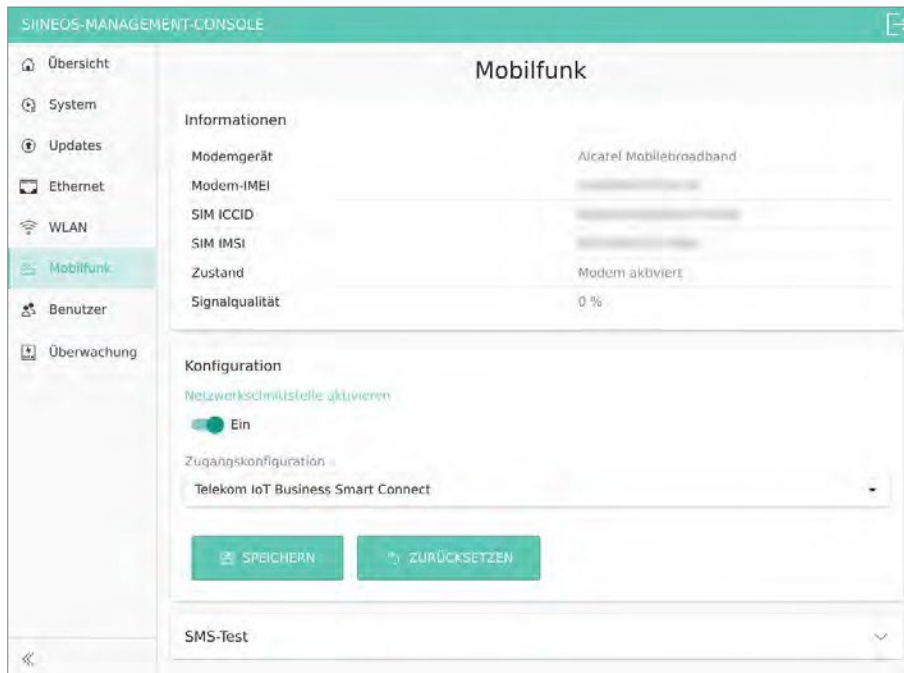 SIINEOS-MANAGEMENT-CONSOLE
Übersicht
System
Updates
Ethernet
WLAN
Mobilfunk
Benutzer
Überwachung
Mobilfunk
Informationen
Modemgerät Alcatel Mobilebroadband
Modem-IMEI
SIM ICCID
SIM IMSI
Zustand Modem aktiviert
Signalqualität 0 %
Konfiguration
Netzwerkschnittstelle aktivieren
Ein
Zugangskonfiguration
Telekom IoT Business Smart Connect
SPEICHERN
ZURÜCKSETZEN
SMS-Test